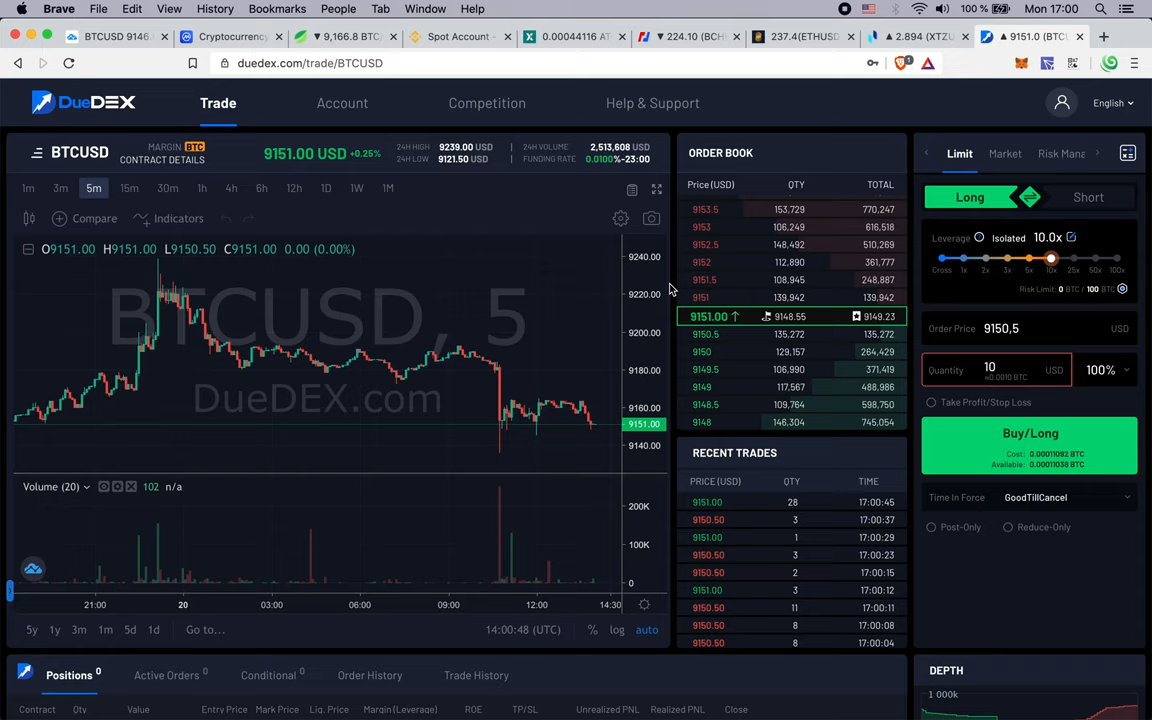 Brave File Edit View History Bookmarks People Tab Window Help 100 % Mon 17:00
BTCUSD 9146. Cryptocurrency ▼ 9,166.8 BTC/ Spot Account - 0.00044116 AT ▼ 224.10 (BCH 237.4(ETHUSD ▲ 2.894 (XTZU ▲ 9151.0 (BTC
duedex.com/trade/BTCUSD
DueDEX Trade Account Competition Help & Support English
BTCUSD
MARGIN BTC
CONTRACT DETAILS
9151.00 USD +0.25%
24H HIGH 9239.00 USD
24H LOW 9121.50 USD
24H VOLUME 2,513,608 USD
FUNDING RATE 0.0100%-23:00
1m 3m 5m 15m 30m 1h 4h 6h 12h 1D 1W 1M
Compare Indicators
O9151.00 H9151.00 L9150.50 C9151.00 0.00 (0.00%)
BTCUSD, 5
DueDEX.com
9240.00
9220.00
9200.00
9180.00
9160.00
9151.00
9140.00
Volume (20) 102 n/a
200K
100K
0
21:00 20 03:00 06:00 09:00 12:00 14:30
5y 1y 3m 1m 5d 1d Go to... 14:00:48 (UTC) % log auto
Positions 0 Active Orders 0 Conditional 0 Order History Trade History
Contract Qty Value Entry Price Mark Price Liq. Price Margin(Leverage) ROE TP/SL Unrealized PNL Realized PNL Close
ORDER BOOK
Price(USD) QTY TOTAL
9153.5 153,729 770,247
9153 106,249 616,518
9152.5 148,492 510,269
9152 112,890 361,777
9151.5 108,945 248,887
9151 139,942 139,942
9151.00 ↑ 9148.55 9149.23
9150.5 135,272 135,272
9150 129,157 264,429
9149.5 106,990 371,419
9149 117,567 488,986
9148.5 109,764 598,750
9148 146,304 745,054
RECENT TRADES
PRICE(USD) QTY TIME
9151.00 28 17:00:45
9150.50 3 17:00:37
9151.00 1 17:00:29
9150.50 3 17:00:23
9150.50 2 17:00:15
9151.00 3 17:00:12
9150.50 11 17:00:11
9150.50 8 17:00:08
9150.50 8 17:00:04
Limit Market Risk Mana
Long Short
Leverage Isolated 10.0x
Cross 1x 2x 3x 5x 10x 25x 50x 100x
Risk Limit: 0 BTC / 100 BTC
Order Price 9150,5 USD
Quantity 10 USD 100%
≈0.0010 BTC
Take Profit/Stop Loss
Buy/Long
Cost: 0.00011092 BTC
Available: 0.00011038 BTC
Time In Force GoodTillCancel
Post-Only Reduce-Only
DEPTH
1 000k